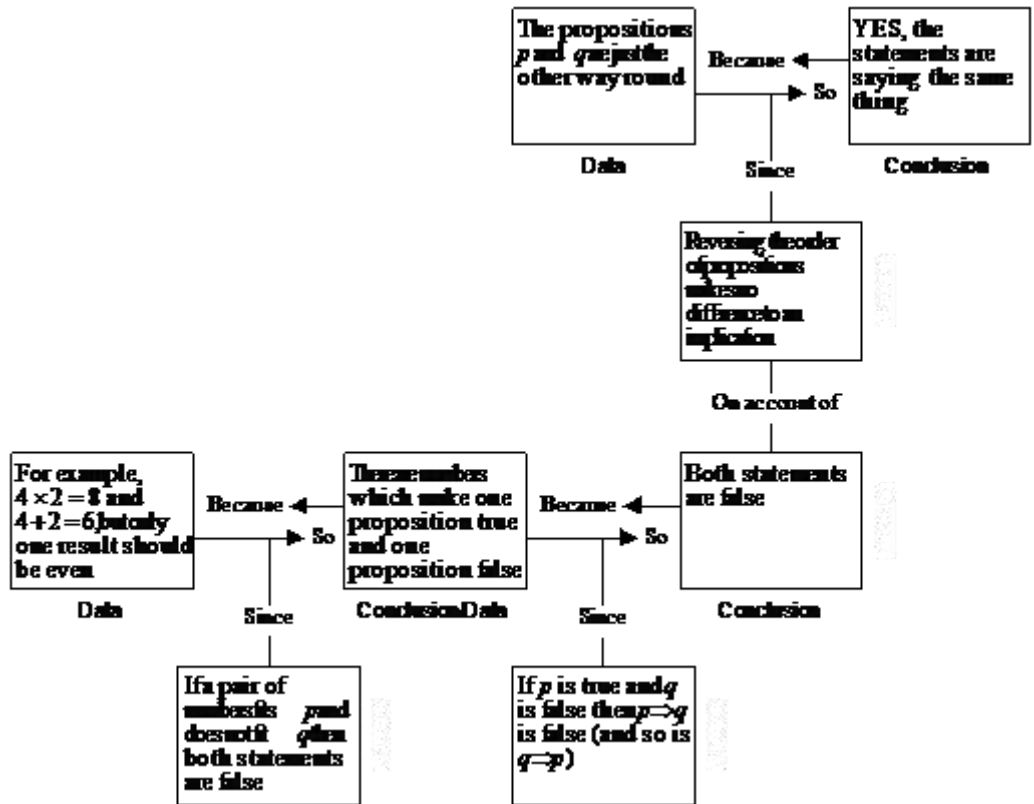 The propositions
p and q are just the
other way round
Because
So
YES, the
statements are
saying the same
thing
Data
Since
Conclusion
Reversing the order
of propositions
makes no
difference to an
implication
On account of
For example,
4 × 2 = 8 and
4 + 2 = 6, but only
one result should
be even
Because
So
There are numbers
which make one
proposition true
and one
proposition false
Because
So
Both statements
are false
Data
Since
Conclusion/Data
Since
Conclusion
If a pair of
numbers fits p and
does not fit q then
both statements
are false
If p is true and q
is false then p⇒q
is false (and so is
q⇒p)